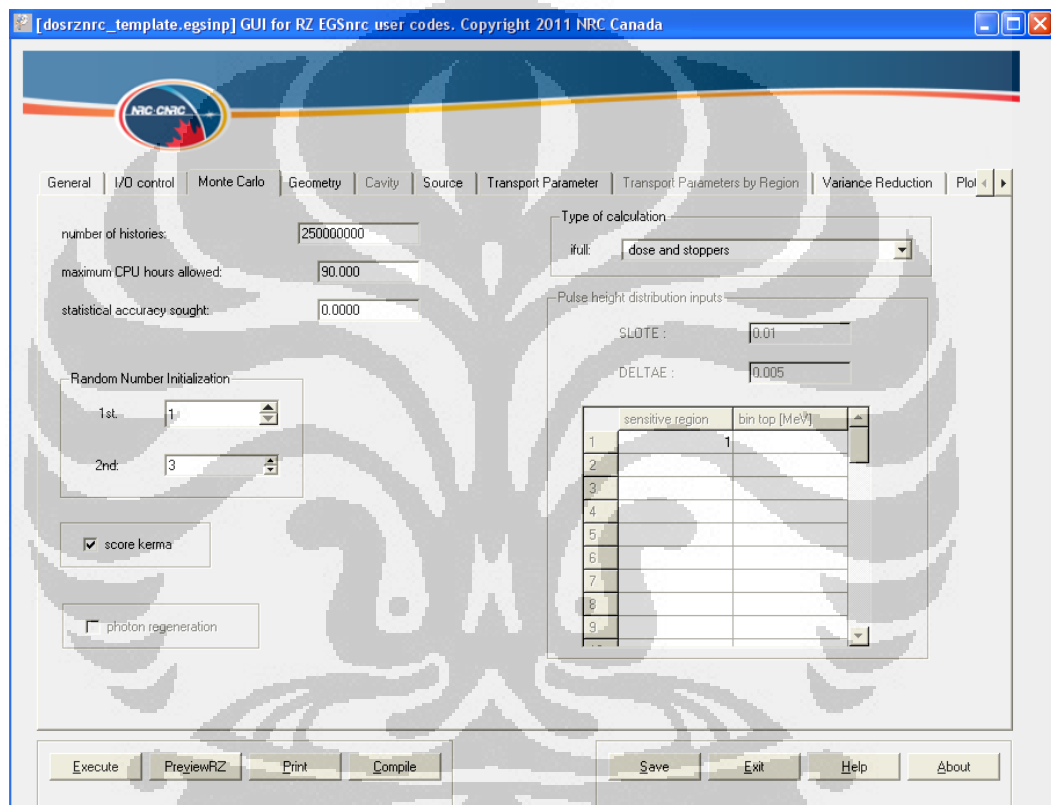 [dosrznrc_template.egsinp] GUI for RZ EGSnrc user codes. Copyright 2011 NRC Canada
NRC·CNRC
General I/O control Monte Carlo Geometry Cavity Source Transport Parameter Transport Parameters by Region Variance Reduction
number of histories: 250000000
maximum CPU hours allowed: 90.000
statistical accuracy sought: 0.0000
Random Number Initialization
1st. 1
2nd: 3
score kerma
photon regeneration
Type of calculation
ifull: dose and stoppers
Pulse height distribution inputs
SLOTE : 0.01
DELTAE : 0.005
sensitive region bin top [MeV]
1 1
2
3
4
5
6
7
8
9
Execute PreviewRZ Print Compile Save Exit Help About